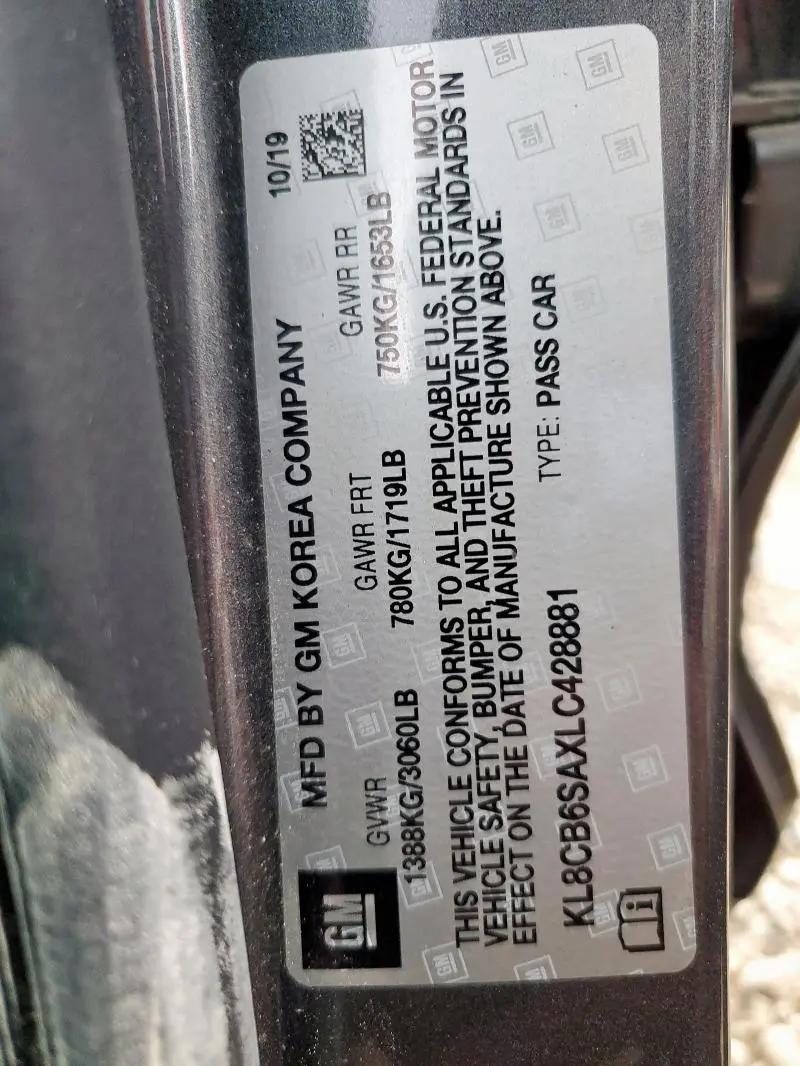 GM
MFD BY GM KOREA COMPANY 10/19
GVWR GAWR FRT GAWR RR
1388KG/3060LB 780KG/1719LB 750KG/1653LB
THIS VEHICLE CONFORMS TO ALL APPLICABLE U.S. FEDERAL MOTOR
VEHICLE SAFETY, BUMPER, AND THEFT PREVENTION STANDARDS IN
EFFECT ON THE DATE OF MANUFACTURE SHOWN ABOVE.
KL8CB6SAXLC428881 TYPE: PASS CAR